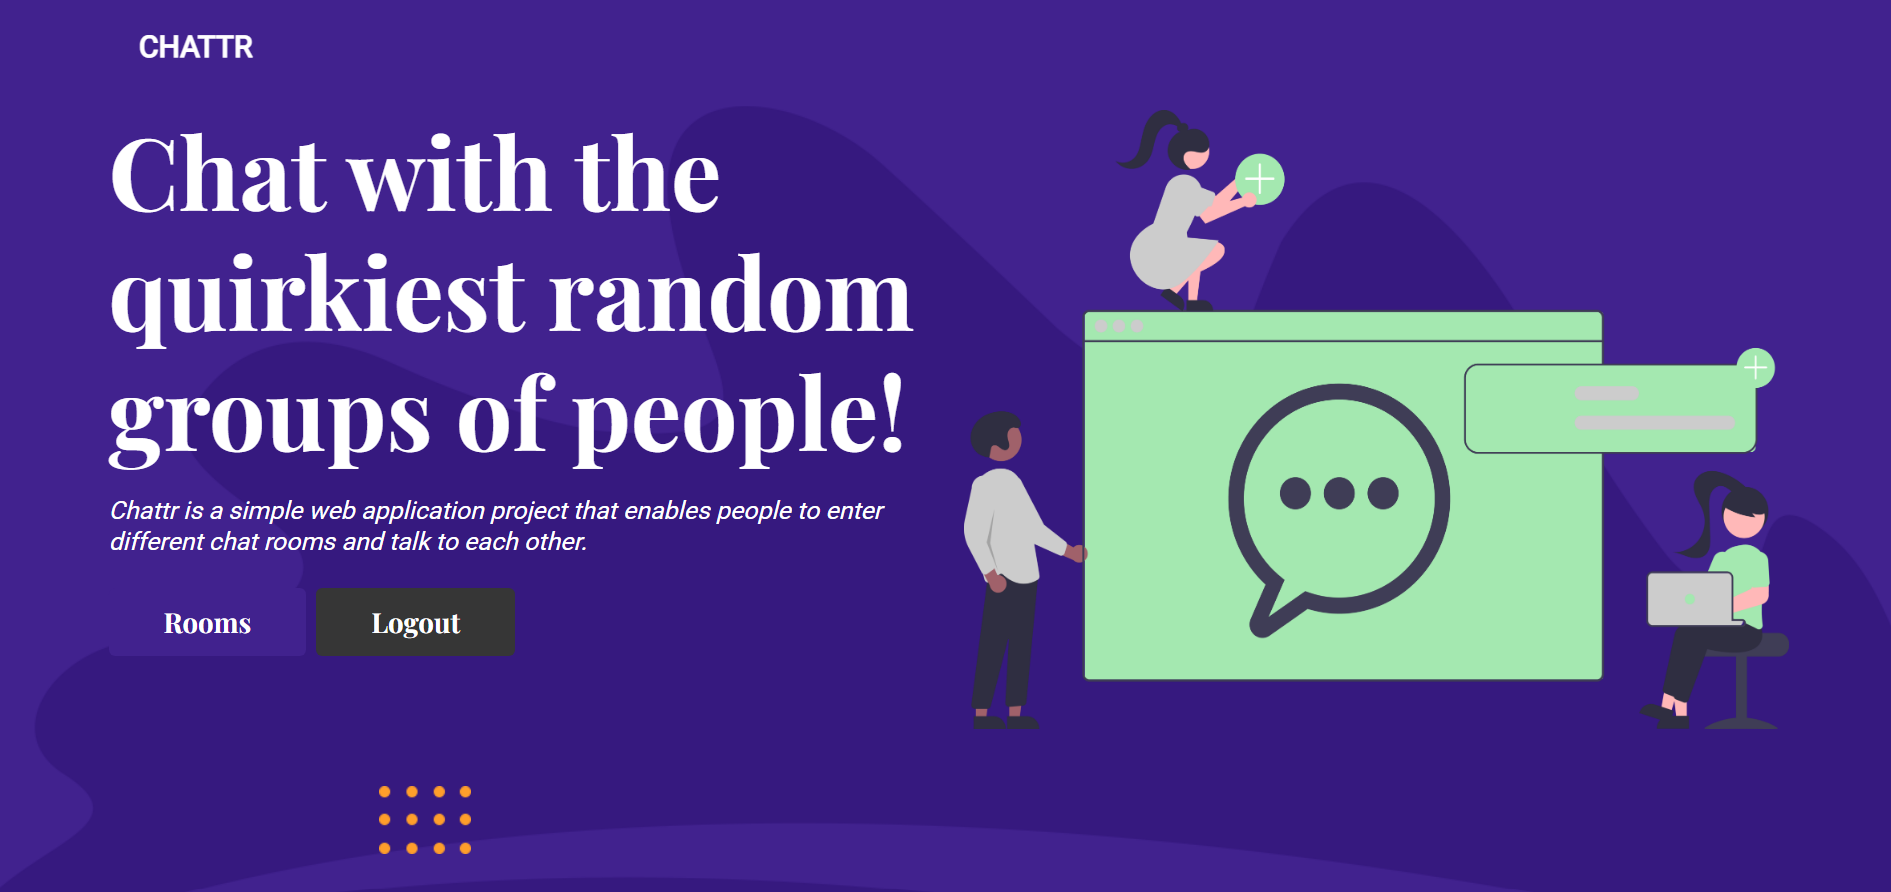 CHATTR
Chat with the
quirkiest random
groups of people!
Chattr is a simple web application project that enables people to enter
different chat rooms and talk to each other.
Rooms
Logout